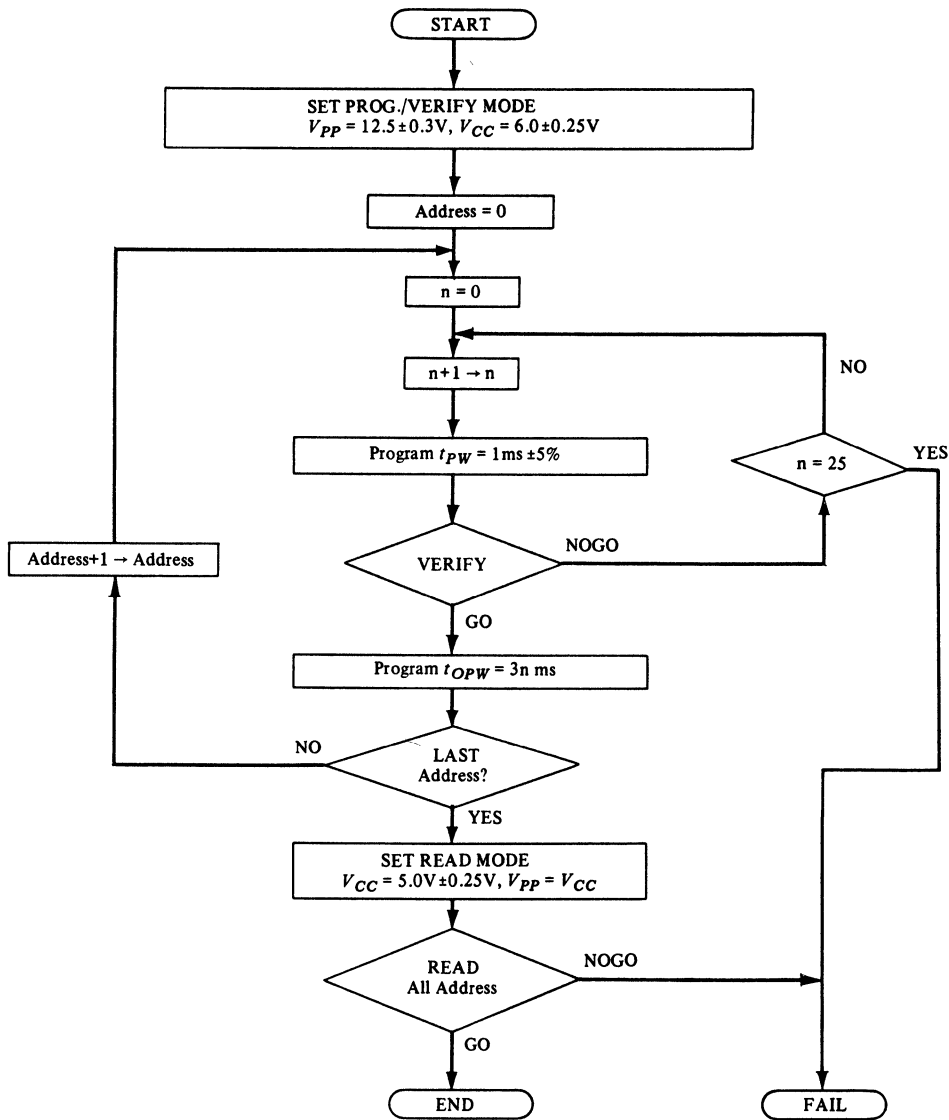 START
SET PROG./VERIFY MODE
V_PP = 12.5±0.3V, V_CC = 6.0±0.25V
Address = 0
n = 0
n+1 → n
NO
Program t_PW = 1ms ±5%
n = 25
YES
Address+1 → Address
VERIFY
NOGO
GO
Program t_OPW = 3n ms
NO
LAST
Address?
YES
SET READ MODE
V_CC = 5.0V±0.25V, V_PP = V_CC
READ
All Address
NOGO
GO
END
FAIL